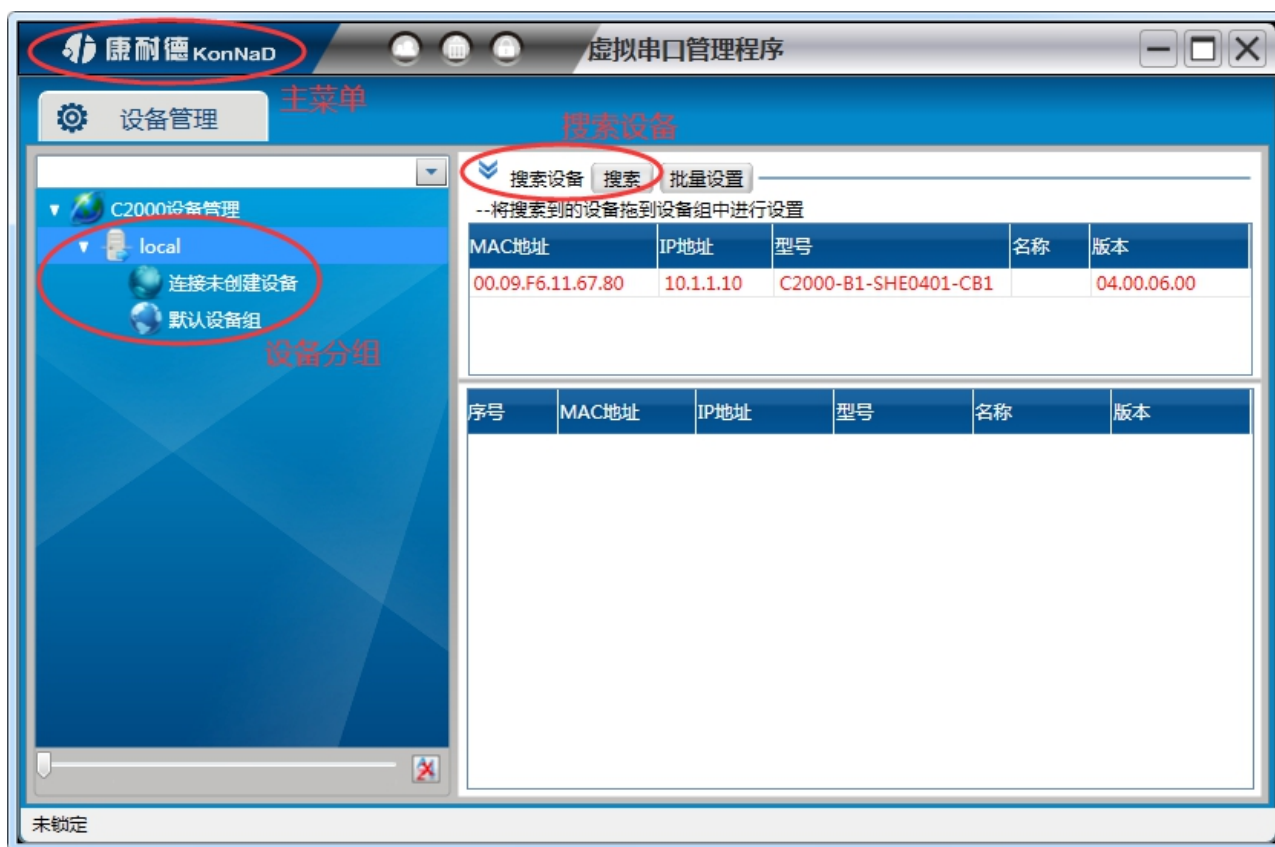 康耐德 KonNaD
虚拟串口管理程序
主菜单
设备管理
搜索设备
搜索设备 搜索 批量设置
--将搜索到的设备拖到设备组中进行设置
C2000设备管理
local
连接未创建设备
默认设备组
设备分组
MAC地址 IP地址 型号 名称 版本
00.09.F6.11.67.80 10.1.1.10 C2000-B1-SHE0401-CB1 04.00.06.00
序号 MAC地址 IP地址 型号 名称 版本
未锁定